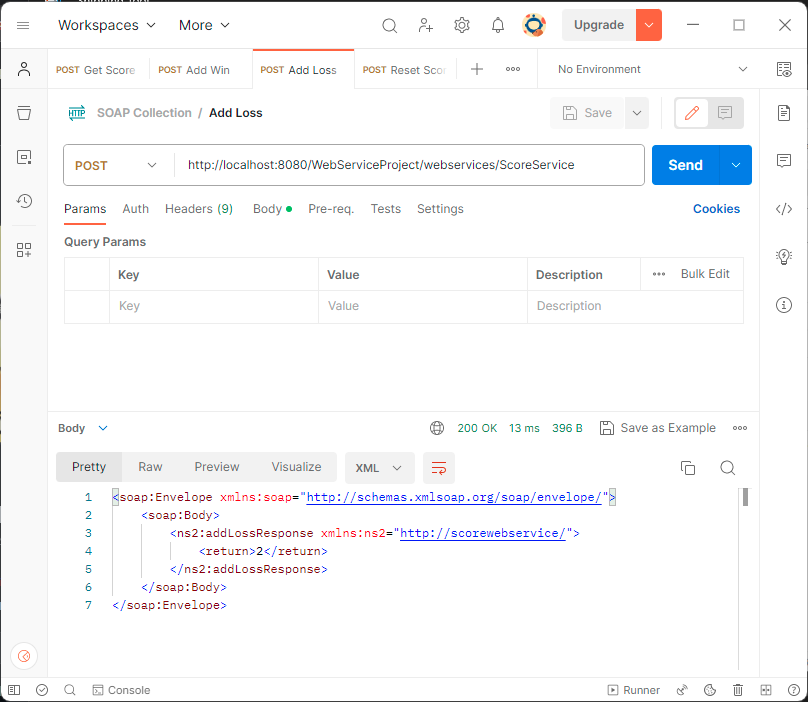 Workspaces More Upgrade
POST Get Score POST Add Win POST Add Loss POST Reset Scor No Environment
HTTP SOAP Collection / Add Loss Save
POST http://localhost:8080/WebServiceProject/webservices/ScoreService Send
Params Auth Headers (9) Body Pre-req. Tests Settings Cookies
Query Params
Key Value Description Bulk Edit
Key Value Description
Body 200 OK 13 ms 396 B Save as Example
Pretty Raw Preview Visualize XML
1 <soap:Envelope xmlns:soap="http://schemas.xmlsoap.org/soap/envelope/">
2 <soap:Body>
3 <ns2:addLossResponse xmlns:ns2="http://scorewebservice/">
4 <return>2</return>
5 </ns2:addLossResponse>
6 </soap:Body>
7 </soap:Envelope>
Console Runner